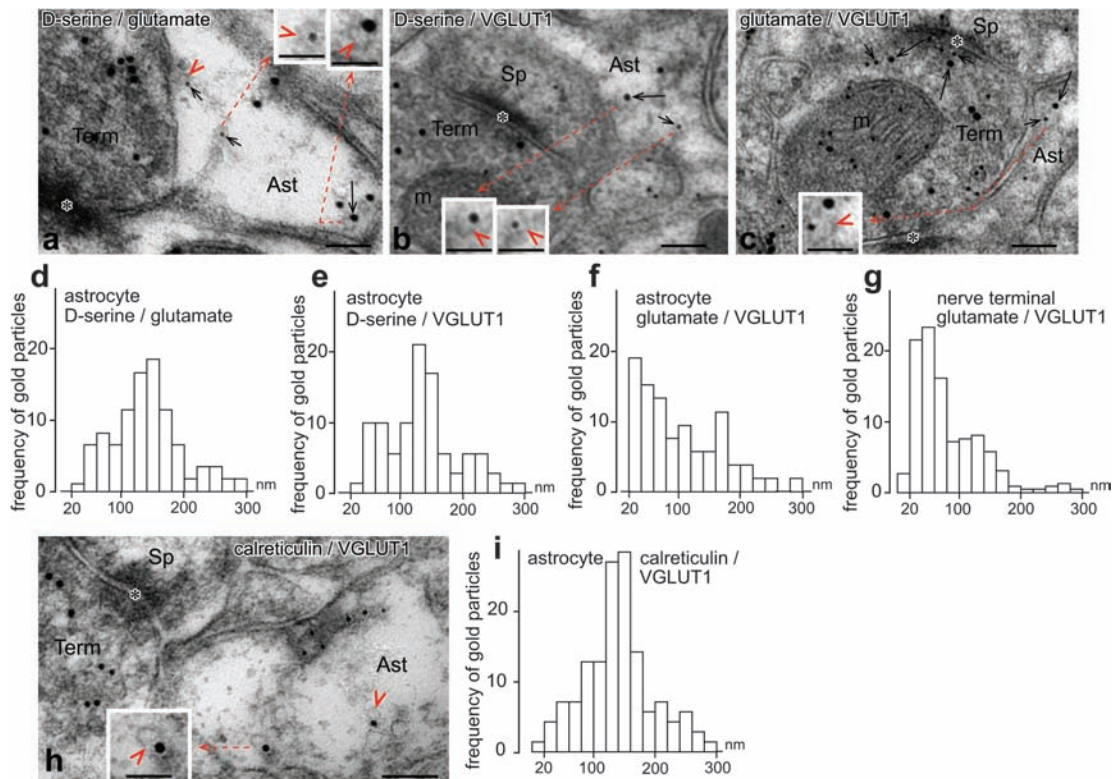 D-serine / glutamate
Term
Ast
*
a
D-serine / VGLUT1
Sp
Ast
Term
*
m
b
glutamate / VGLUT1
Sp
*
m
Term
Ast
*
c
d
astrocyte
D-serine / glutamate
frequency of gold particles
20
10
0
20 100 200 300 nm
e
astrocyte
D-serine / VGLUT1
frequency of gold particles
20
10
0
20 100 200 300 nm
f
astrocyte
glutamate / VGLUT1
frequency of gold particles
20
10
0
20 100 200 300 nm
g
nerve terminal
glutamate / VGLUT1
frequency of gold particles
20
10
0
20 100 200 300 nm
calreticulin / VGLUT1
Sp
*
Term
Ast
h
i
astrocyte
calreticulin /
VGLUT1
frequency of gold particles
20
10
0
20 100 200 300 nm